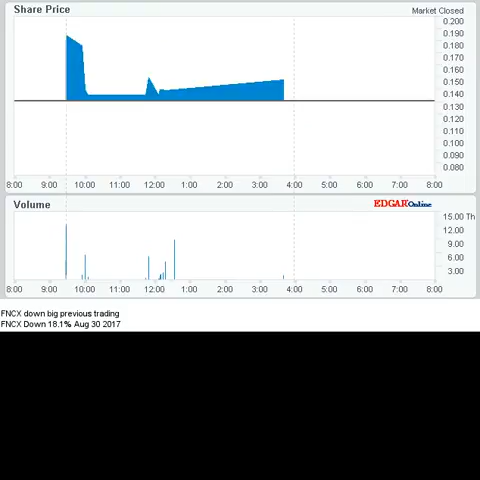 Share Price
Market Closed
0.200
0.190
0.180
0.170
0.160
0.150
0.140
0.130
0.120
0.110
0.100
0.090
0.080
8:00 9:00 10:00 11:00 12:00 1:00 2:00 3:00 4:00 5:00 6:00 7:00 8:00
Volume
EDGAR Online
15.00 Th
12.00
9.00
6.00
3.00
8:00 9:00 10:00 11:00 12:00 1:00 2:00 3:00 4:00 5:00 6:00 7:00 8:00
FNCX down big previous trading
FNCX Down 18.1% Aug 30 2017